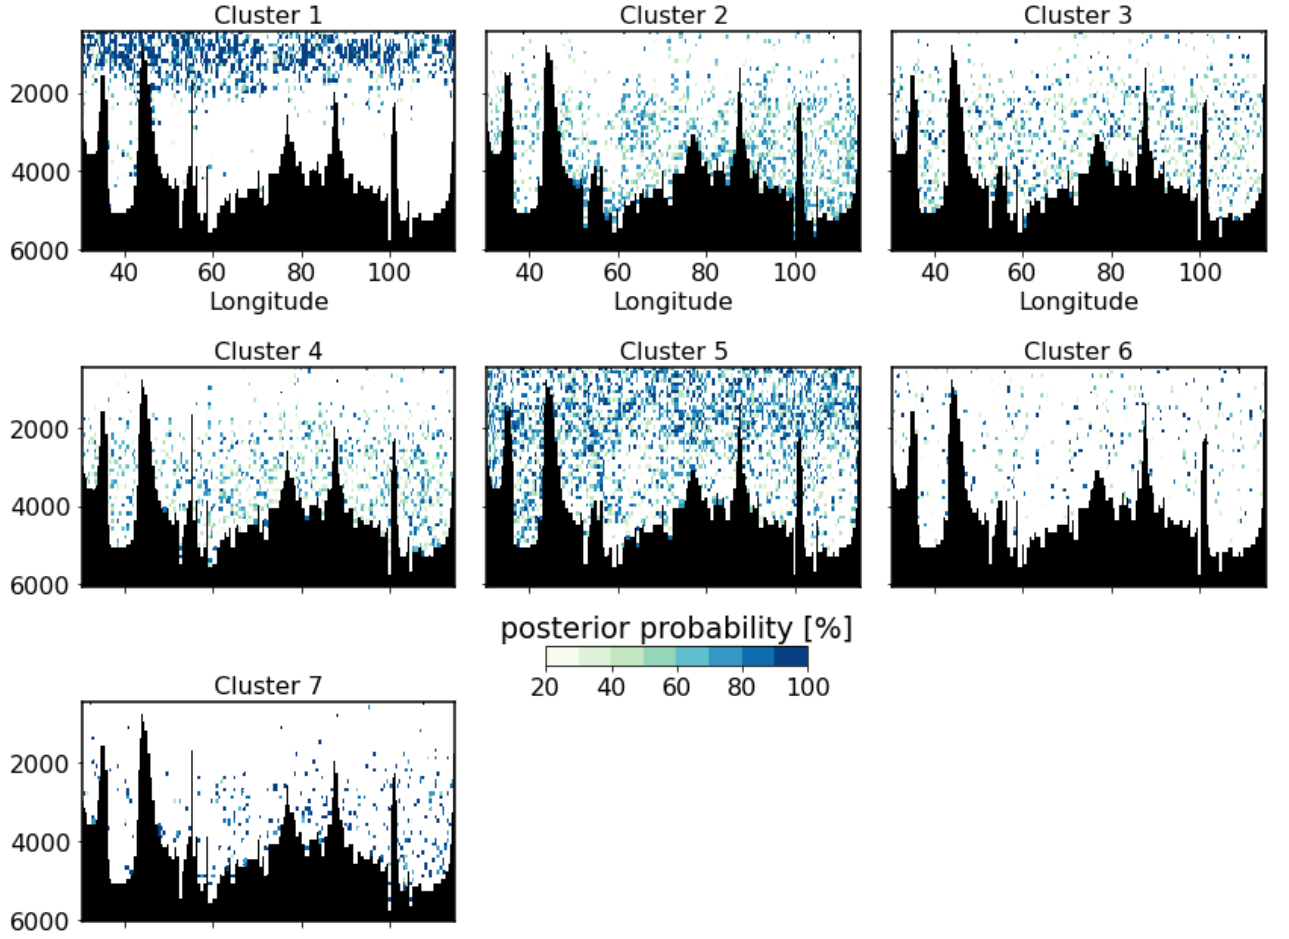 Cluster 1 Cluster 2 Cluster 3
2000
4000
6000
40 60 80 100 40 60 80 100 40 60 80 100
Longitude Longitude Longitude
Cluster 4 Cluster 5 Cluster 6
2000
4000
6000
posterior probability [%]
20 40 60 80 100
Cluster 7
2000
4000
6000